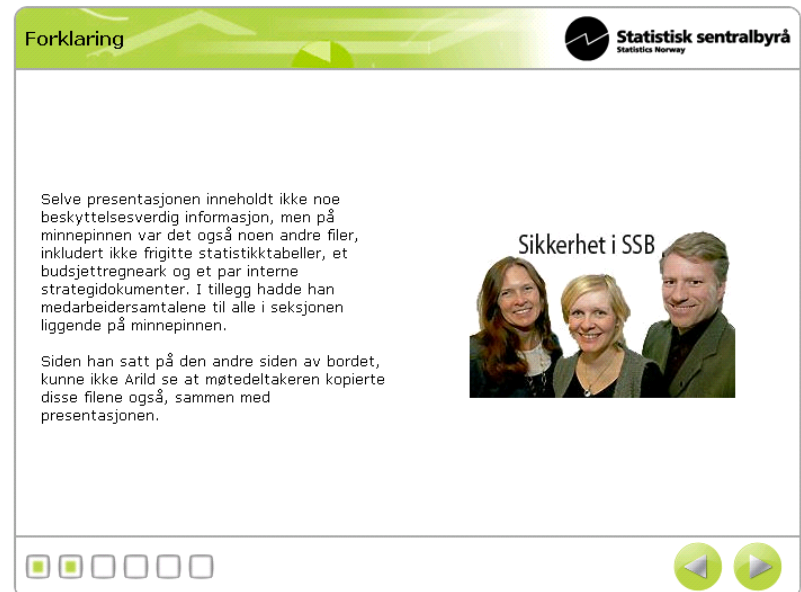 Forklaring
Statistisk sentralbyrå
Statistics Norway
Selve presentasjonen inneholdt ikke noe
beskyttelsesverdig informasjon, men på
minnepinnen var det også noen andre filer,
inkludert ikke frigitte statistikktabeller, et
budsjettregneark og et par interne
strategidokumenter. I tillegg hadde han
medarbeidersamtalene til alle i seksjonen
liggende på minnepinnen.
Siden han satt på den andre siden av bordet,
kunne ikke Arild se at møtedeltakeren kopierte
disse filene også, sammen med
presentasjonen.
Sikkerhet i SSB